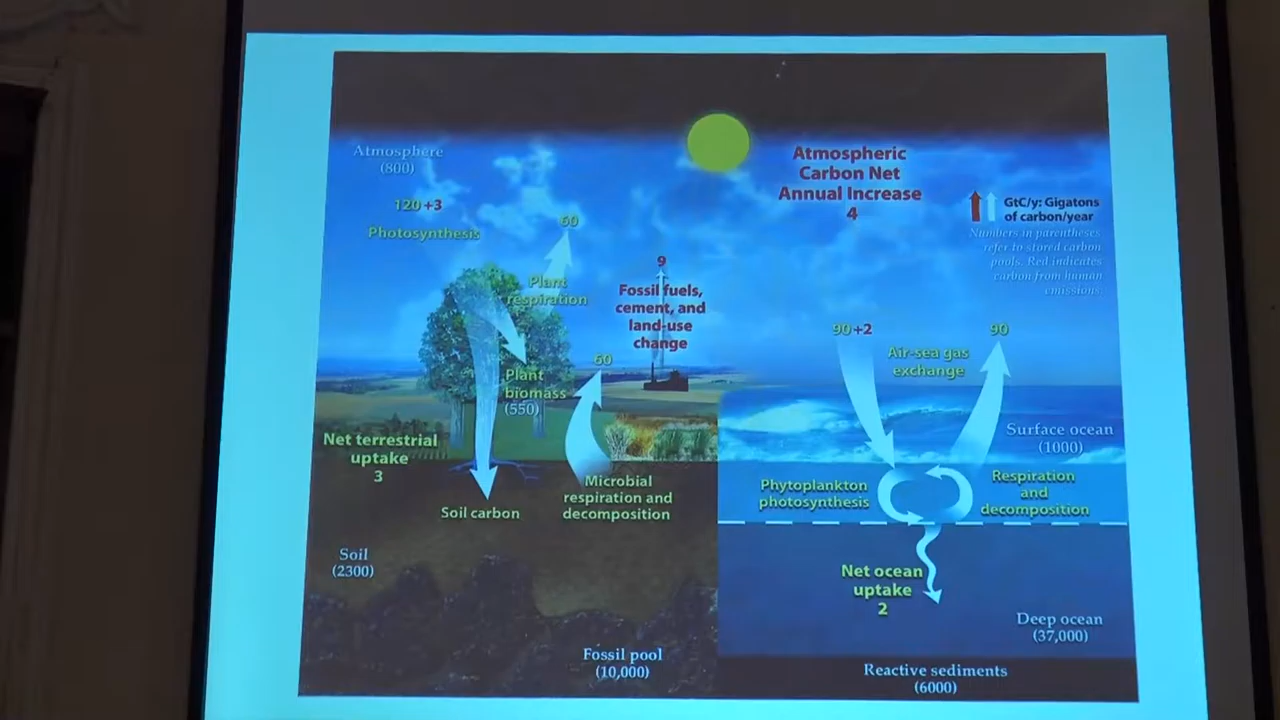 Atmosphere
(800)
120 +3
Photosynthesis
60
Plant
respiration
9
Fossil fuels,
cement, and
land-use
change
60
Plant
biomass
(550)
Net terrestrial
uptake
3
Soil carbon
Microbial
respiration and
decomposition
Soil
(2300)
Fossil pool
(10,000)
Atmospheric
Carbon Net
Annual Increase
4
GtC/y: Gigatons
of carbon/year
Numbers in parentheses
refer to stored carbon
pools. Red indicates
carbon from human
emissions.
90+2
Air-sea gas
exchange
90
Surface ocean
(1000)
Phytoplankton
photosynthesis
Respiration
and
decomposition
Net ocean
uptake
2
Deep ocean
(37,000)
Reactive sediments
(6000)